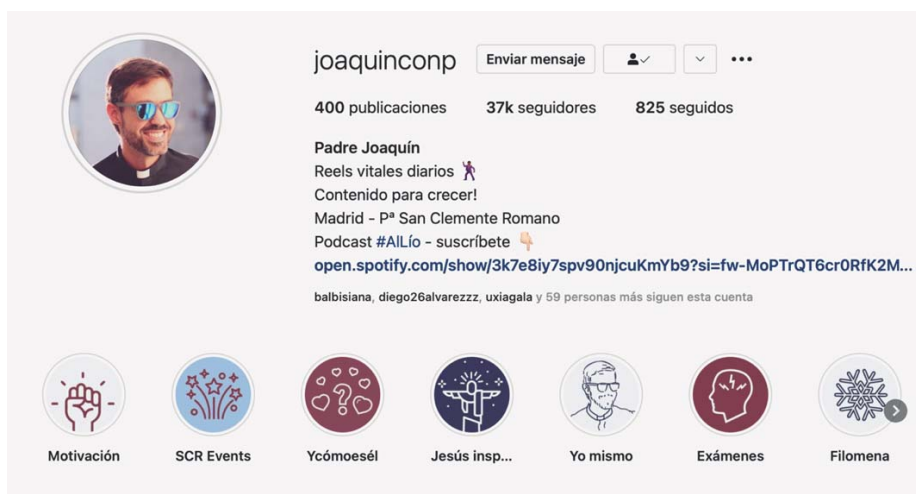 joaquinconp Enviar mensaje
400 publicaciones 37k seguidores 825 seguidos
Padre Joaquín
Reels vitales diarios 🕺
Contenido para crecer!
Madrid - Pª San Clemente Romano
Podcast #AlLío - suscríbete 👇🏻
open.spotify.com/show/3k7e8iy7spv90njcuKmYb9?si=fw-MoPTrQT6cr0RfK2M...
balbisiana, diego26alvarezzz, uxiagala y 59 personas más siguen esta cuenta
Motivación SCR Events Ycómoesél Jesús insp... Yo mismo Exámenes Filomena